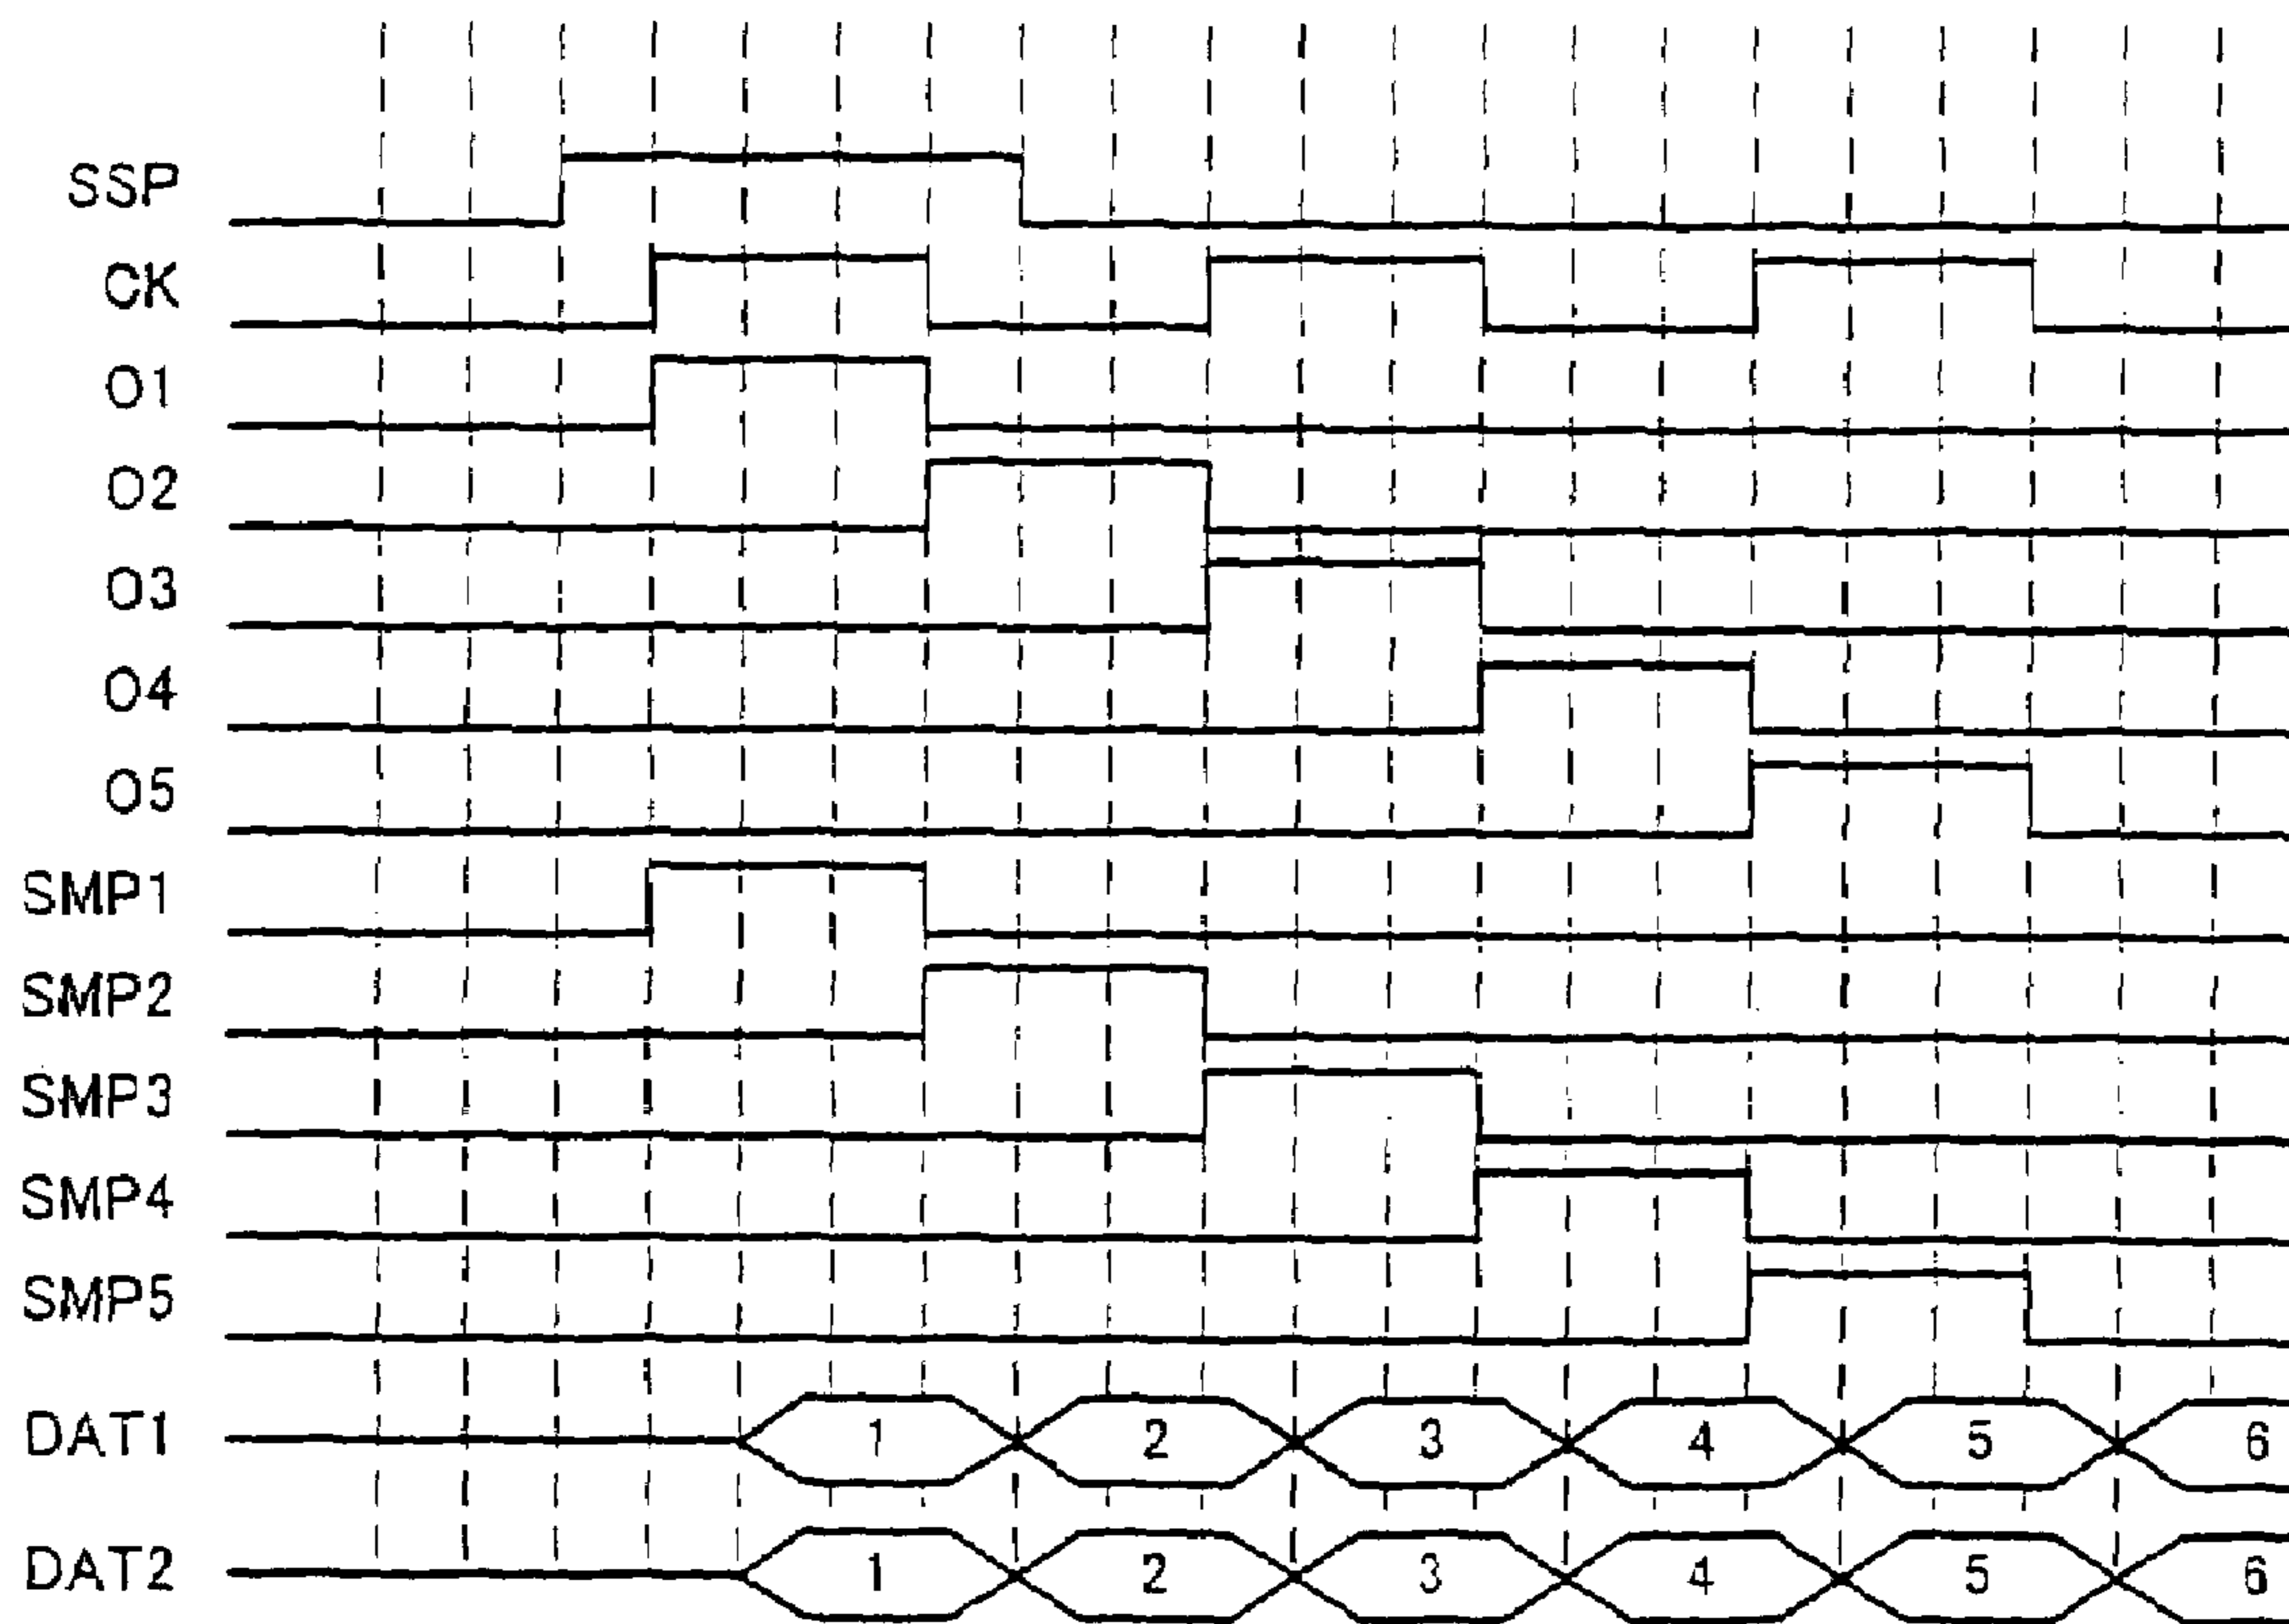 SSP
CK
O1
O2
O3
O4
O5
SMP1
SMP2
SMP3
SMP4
SMP5
DAT1 1 2 3 4 5 6
DAT2 1 2 3 4 5 6